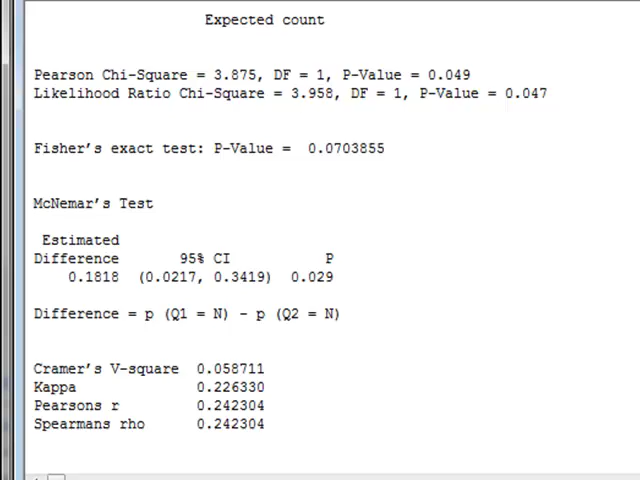 Expected count
Pearson Chi-Square = 3.875, DF = 1, P-Value = 0.049
Likelihood Ratio Chi-Square = 3.958, DF = 1, P-Value = 0.047
Fisher's exact test: P-Value =  0.0703855
McNemar's Test
Estimated
Difference 95% CI P
0.1818 (0.0217, 0.3419) 0.029
Difference = p (Q1 = N) - p (Q2 = N)
Cramer's V-square 0.058711
Kappa 0.226330
Pearsons r 0.242304
Spearmans rho 0.242304